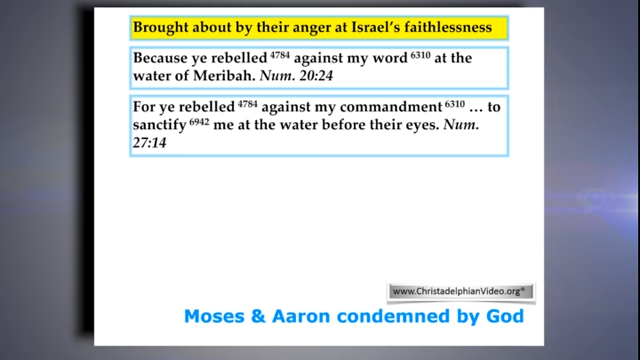 Brought about by their anger at Israel's faithlessness
Because ye rebelled 4784 against my word 6310 at the
water of Meribah. Num. 20:24
For ye rebelled 4784 against my commandment 6310 … to
sanctify 6942 me at the water before their eyes. Num.
27:14
www.ChristadelphianVideo.org®
Moses & Aaron condemned by God